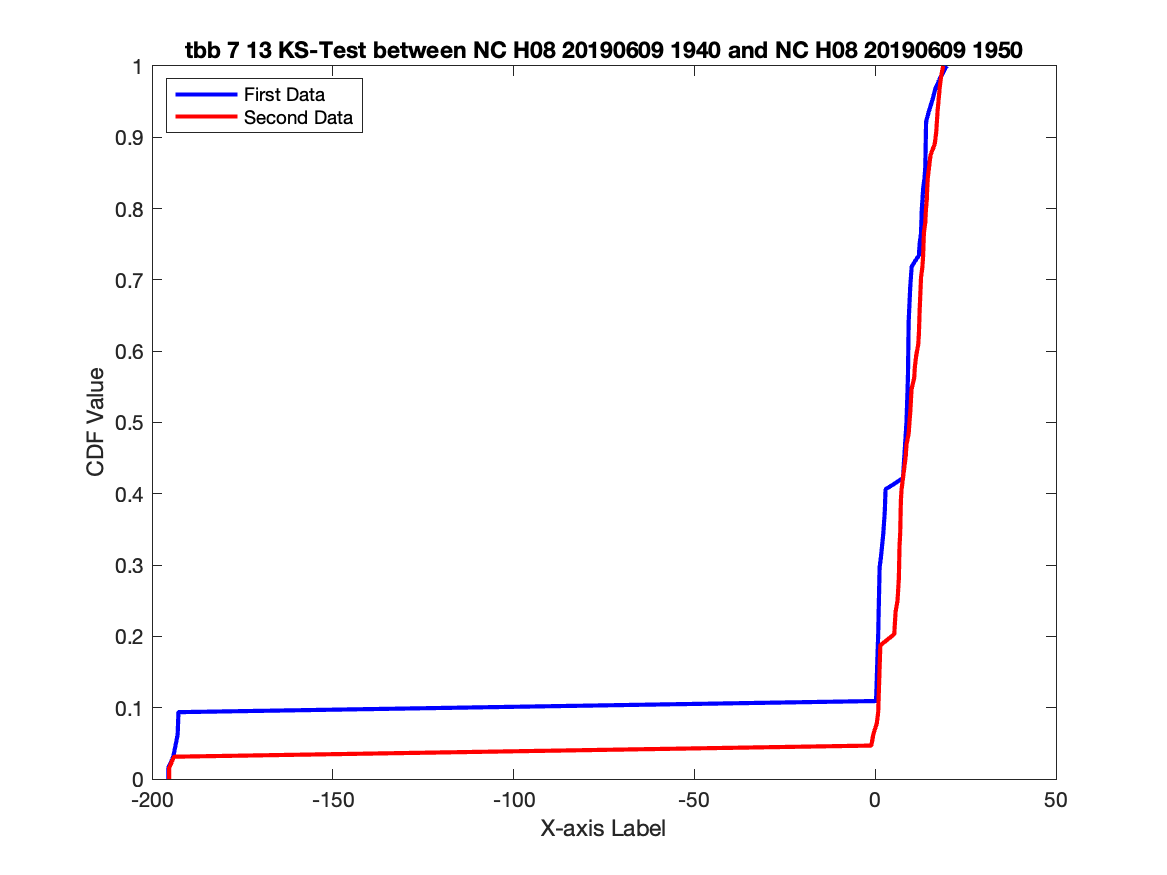 tbb 7 13 KS-Test between NC H08 20190609 1940 and NC H08 20190609 1950
First Data
Second Data
1
0.9
0.8
0.7
0.6
0.5
0.4
0.3
0.2
0.1
0
CDF Value
-200 -150 -100 -50 0 50
X-axis Label